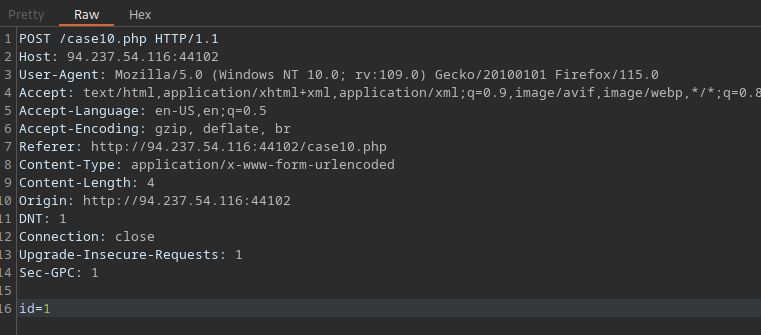 Pretty Raw Hex
1 POST /case10.php HTTP/1.1
2 Host: 94.237.54.116:44102
3 User-Agent: Mozilla/5.0 (Windows NT 10.0; rv:109.0) Gecko/20100101 Firefox/115.0
4 Accept: text/html,application/xhtml+xml,application/xml;q=0.9,image/avif,image/webp,*/*;q=0.8
5 Accept-Language: en-US,en;q=0.5
6 Accept-Encoding: gzip, deflate, br
7 Referer: http://94.237.54.116:44102/case10.php
8 Content-Type: application/x-www-form-urlencoded
9 Content-Length: 4
10 Origin: http://94.237.54.116:44102
11 DNT: 1
12 Connection: close
13 Upgrade-Insecure-Requests: 1
14 Sec-GPC: 1
15
16 id=1